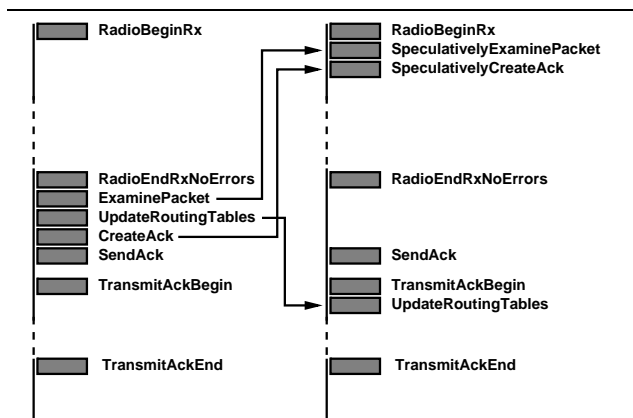 RadioBeginRx
RadioEndRxNoErrors
ExaminePacket
UpdateRoutingTables
CreateAck
SendAck
TransmitAckBegin
TransmitAckEnd
RadioBeginRx
SpeculativelyExaminePacket
SpeculativelyCreateAck
RadioEndRxNoErrors
SendAck
TransmitAckBegin
UpdateRoutingTables
TransmitAckEnd